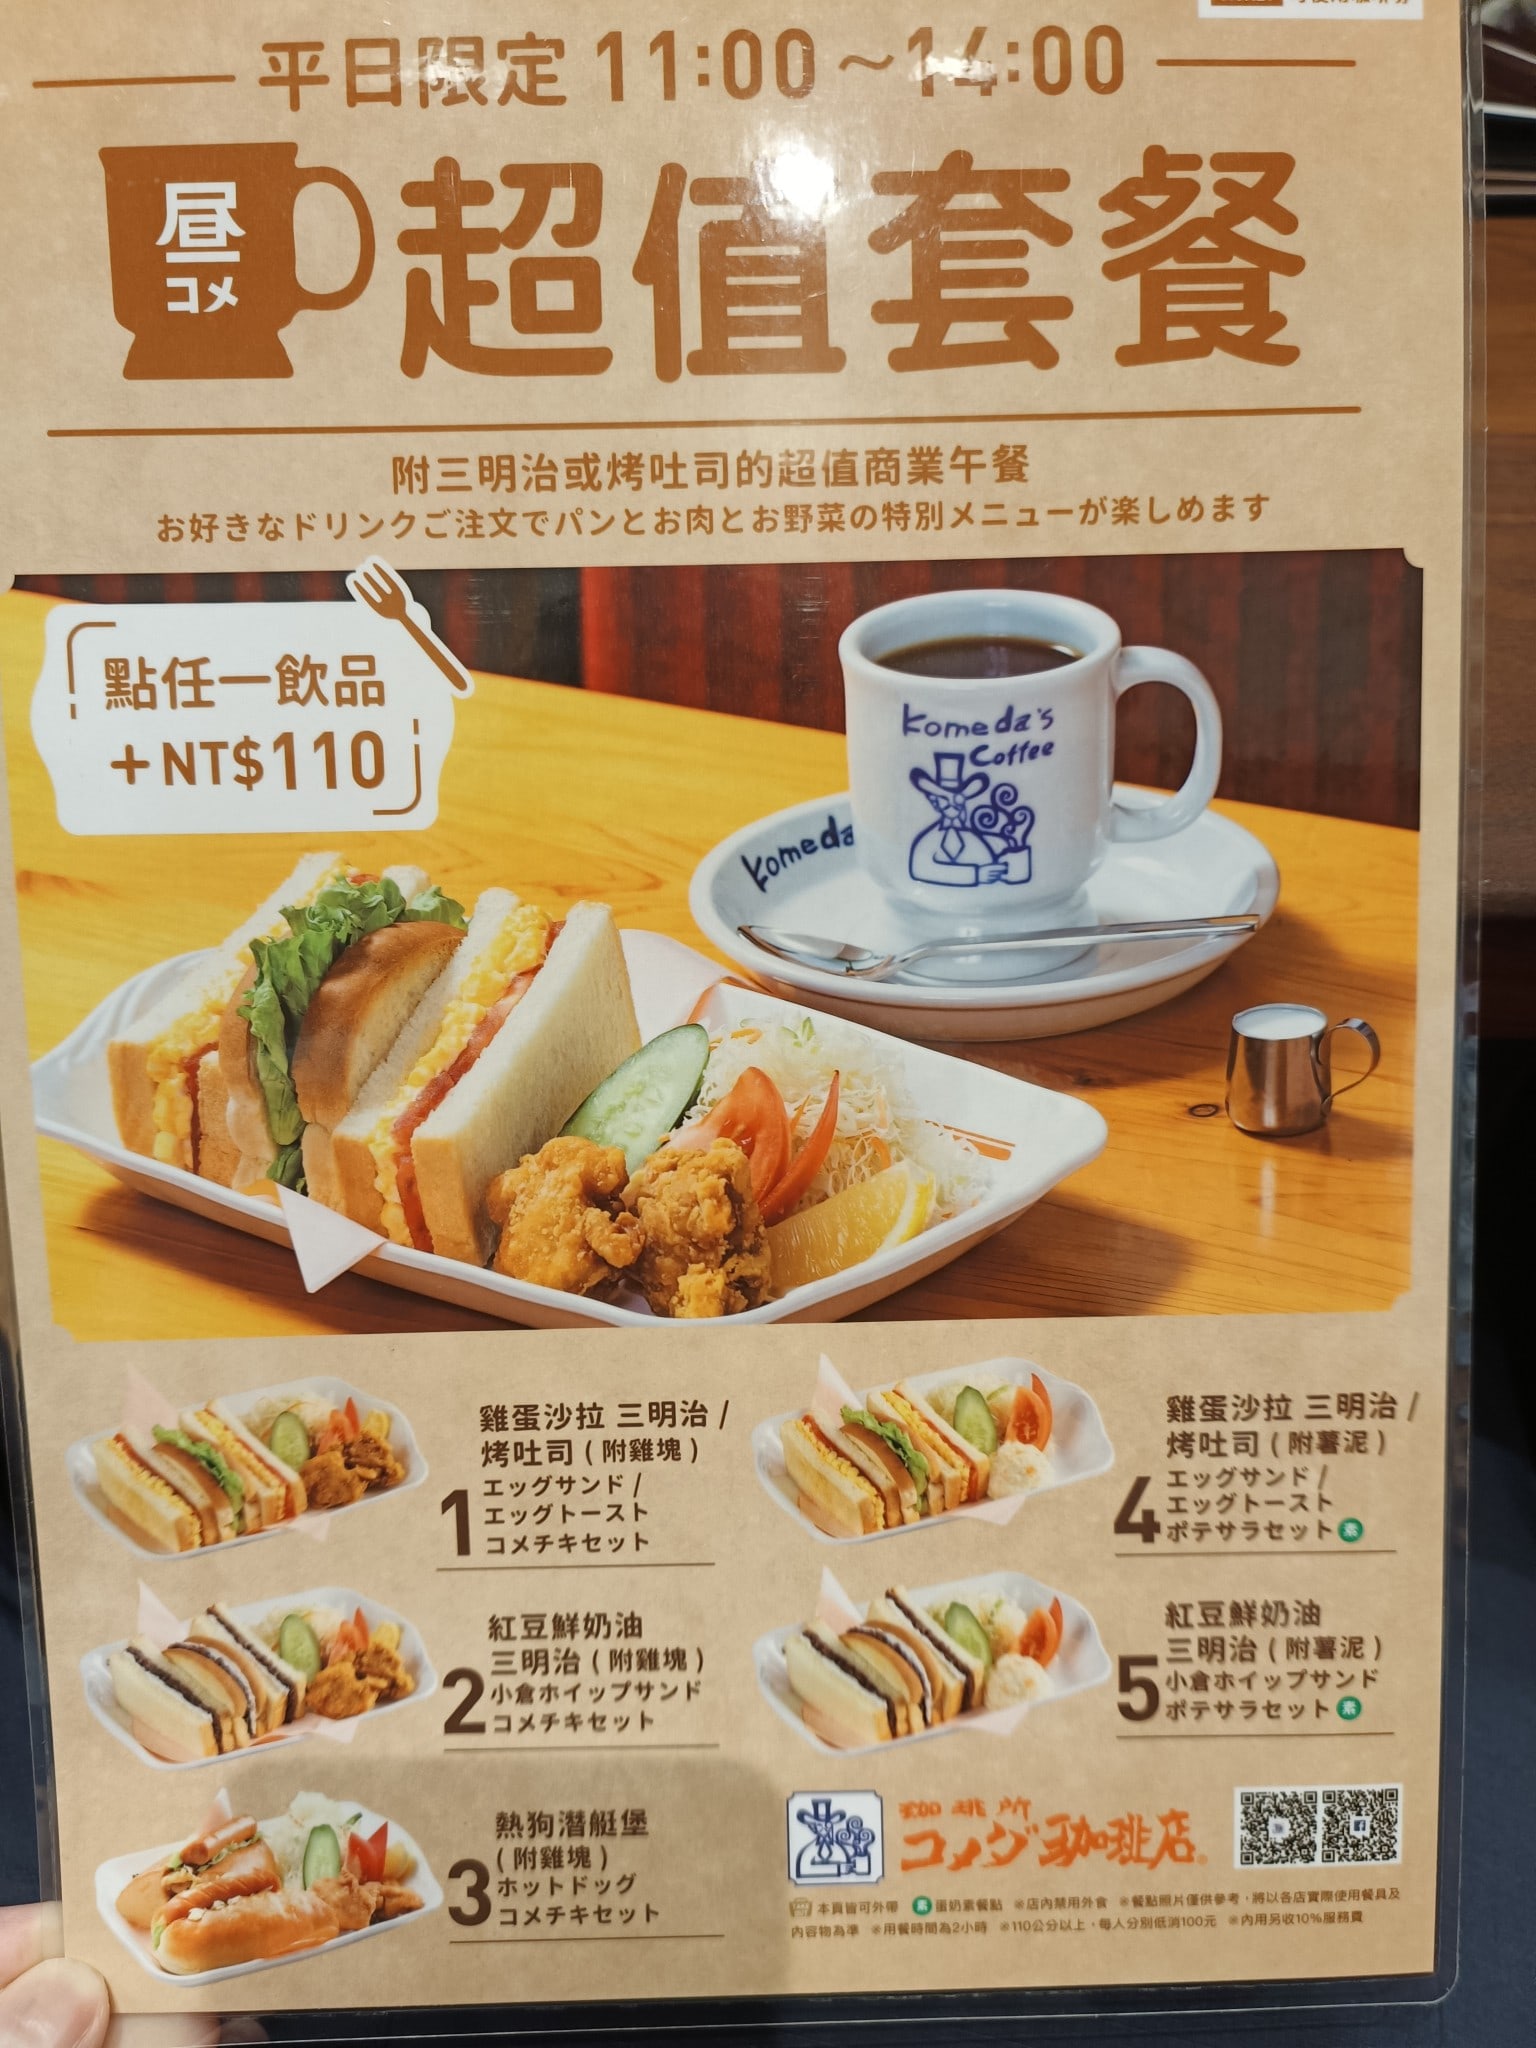 平日限定 11:00～14:00
昼
コメ
超值套餐
附三明治或烤吐司的超值商業午餐
お好きなドリンクご注文でパンとお肉とお野菜の特別メニューが楽しめます
點任一飲品
+NT$110
Komeda's
Coffee
Komeda
1
雞蛋沙拉 三明治 /
烤吐司 ( 附雞塊 )
エッグサンド /
エッグトースト
コメチキセット
2
紅豆鮮奶油
三明治 ( 附雞塊 )
小倉ホイップサンド
コメチキセット
3
熱狗潛艇堡
( 附雞塊 )
ホットドッグ
コメチキセット
4
雞蛋沙拉 三明治 /
烤吐司 ( 附薯泥 )
エッグサンド /
エッグトースト
ポテサラセット 素
5
紅豆鮮奶油
三明治 ( 附薯泥 )
小倉ホイップサンド
ポテサラセット 素
珈琲所
コメダ珈琲店
本頁皆可外帶 素 蛋奶素餐點 ※店內禁用外食 ※餐點照片僅供參考，將以各店實際使用餐具及
內容物為準 ※用餐時間為2小時 ※110公分以上，每人分別低消100元 ※內用另收10%服務費